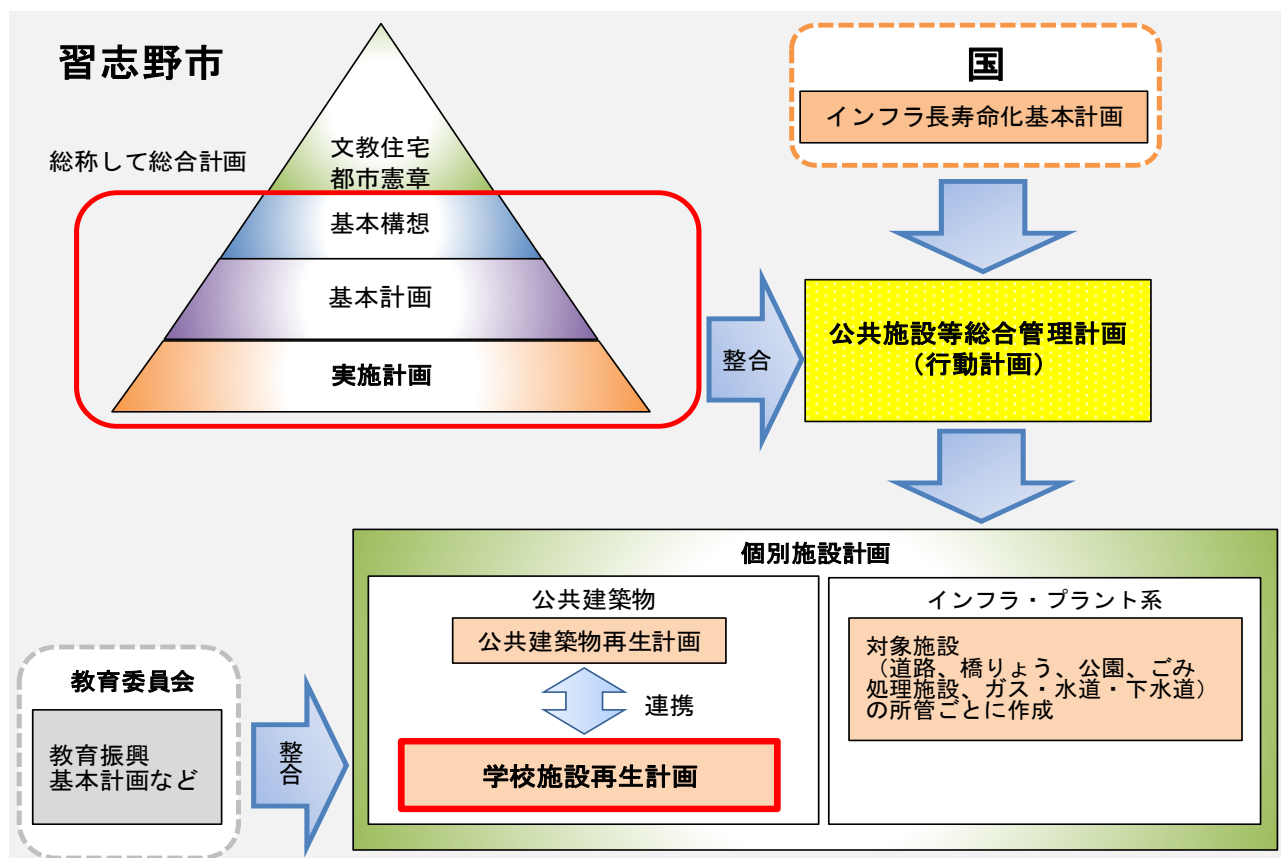 習志野市
総称して総合計画
文教住宅
都市憲章
基本構想
基本計画
実施計画
国
インフラ長寿命化基本計画
整合
公共施設等総合管理計画
（行動計画）
個別施設計画
公共建築物
公共建築物再生計画
連携
学校施設再生計画
インフラ・プラント系
対象施設
（道路、橋りょう、公園、ごみ
処理施設、ガス・水道・下水道）
の所管ごとに作成
教育委員会
教育振興
基本計画など
整合